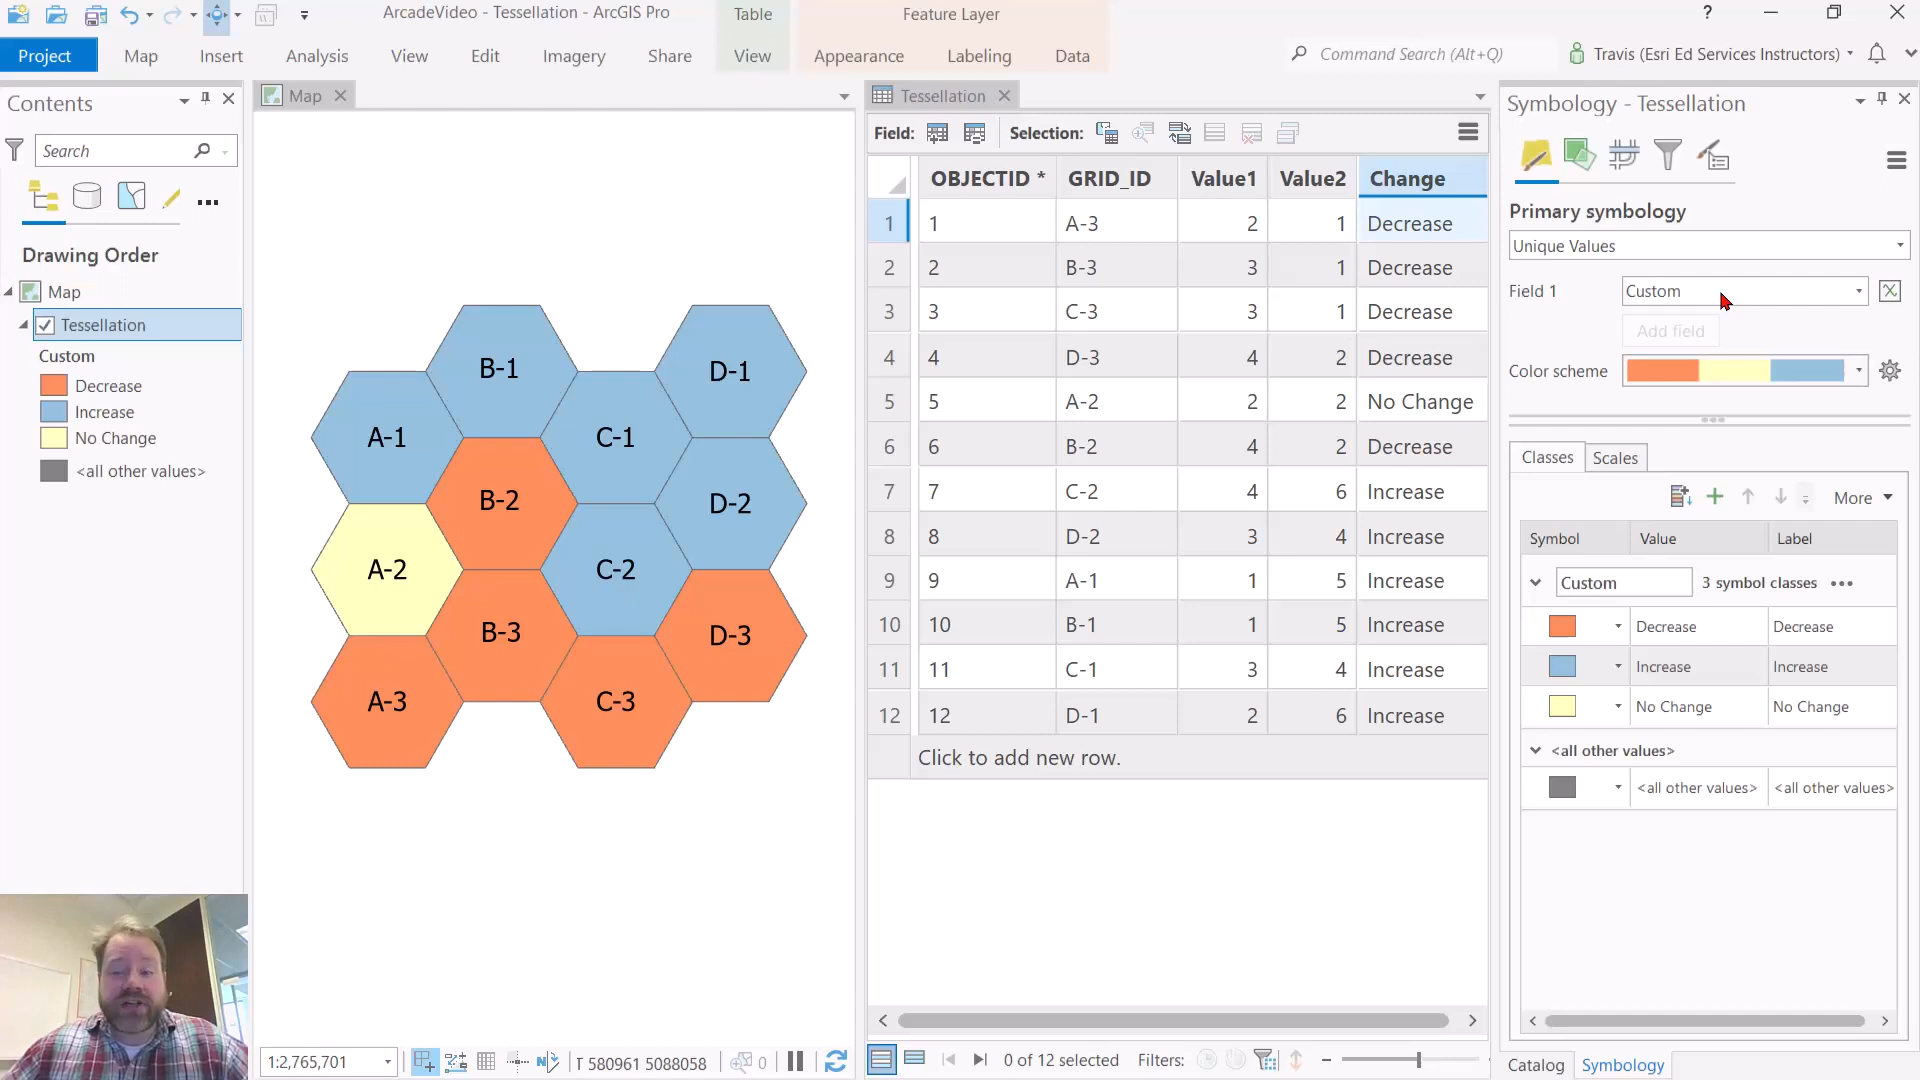 ArcadeVideo - Tessellation - ArcGIS Pro
Table
Feature Layer
?
Project
Map
Insert
Analysis
View
Edit
Imagery
Share
View
Appearance
Labeling
Data
Command Search (Alt+Q)
Travis (Esri Ed Services Instructors)
Contents
Search
Drawing Order
Map
Tessellation
Custom
Decrease
Increase
No Change
<all other values>
Map
B-1
D-1
A-1
C-1
B-2
D-2
A-2
C-2
B-3
D-3
A-3
C-3
1:2,765,701
T 580961 5088058
0
Tessellation
Field:
Selection:
OBJECTID * GRID_ID Value1 Value2 Change
1 1 A-3 2 1 Decrease
2 2 B-3 3 1 Decrease
3 3 C-3 3 1 Decrease
4 4 D-3 4 2 Decrease
5 5 A-2 2 2 No Change
6 6 B-2 4 2 Decrease
7 7 C-2 4 6 Increase
8 8 D-2 3 4 Increase
9 9 A-1 1 5 Increase
10 10 B-1 1 5 Increase
11 11 C-1 3 4 Increase
12 12 D-1 2 6 Increase
Click to add new row.
0 of 12 selected
Filters:
Symbology - Tessellation
Primary symbology
Unique Values
Field 1 Custom
Add field
Color scheme
Classes Scales
More
Symbol Value Label
Custom 3 symbol classes
Decrease Decrease
Increase Increase
No Change No Change
<all other values>
<all other values> <all other values>
Catalog Symbology